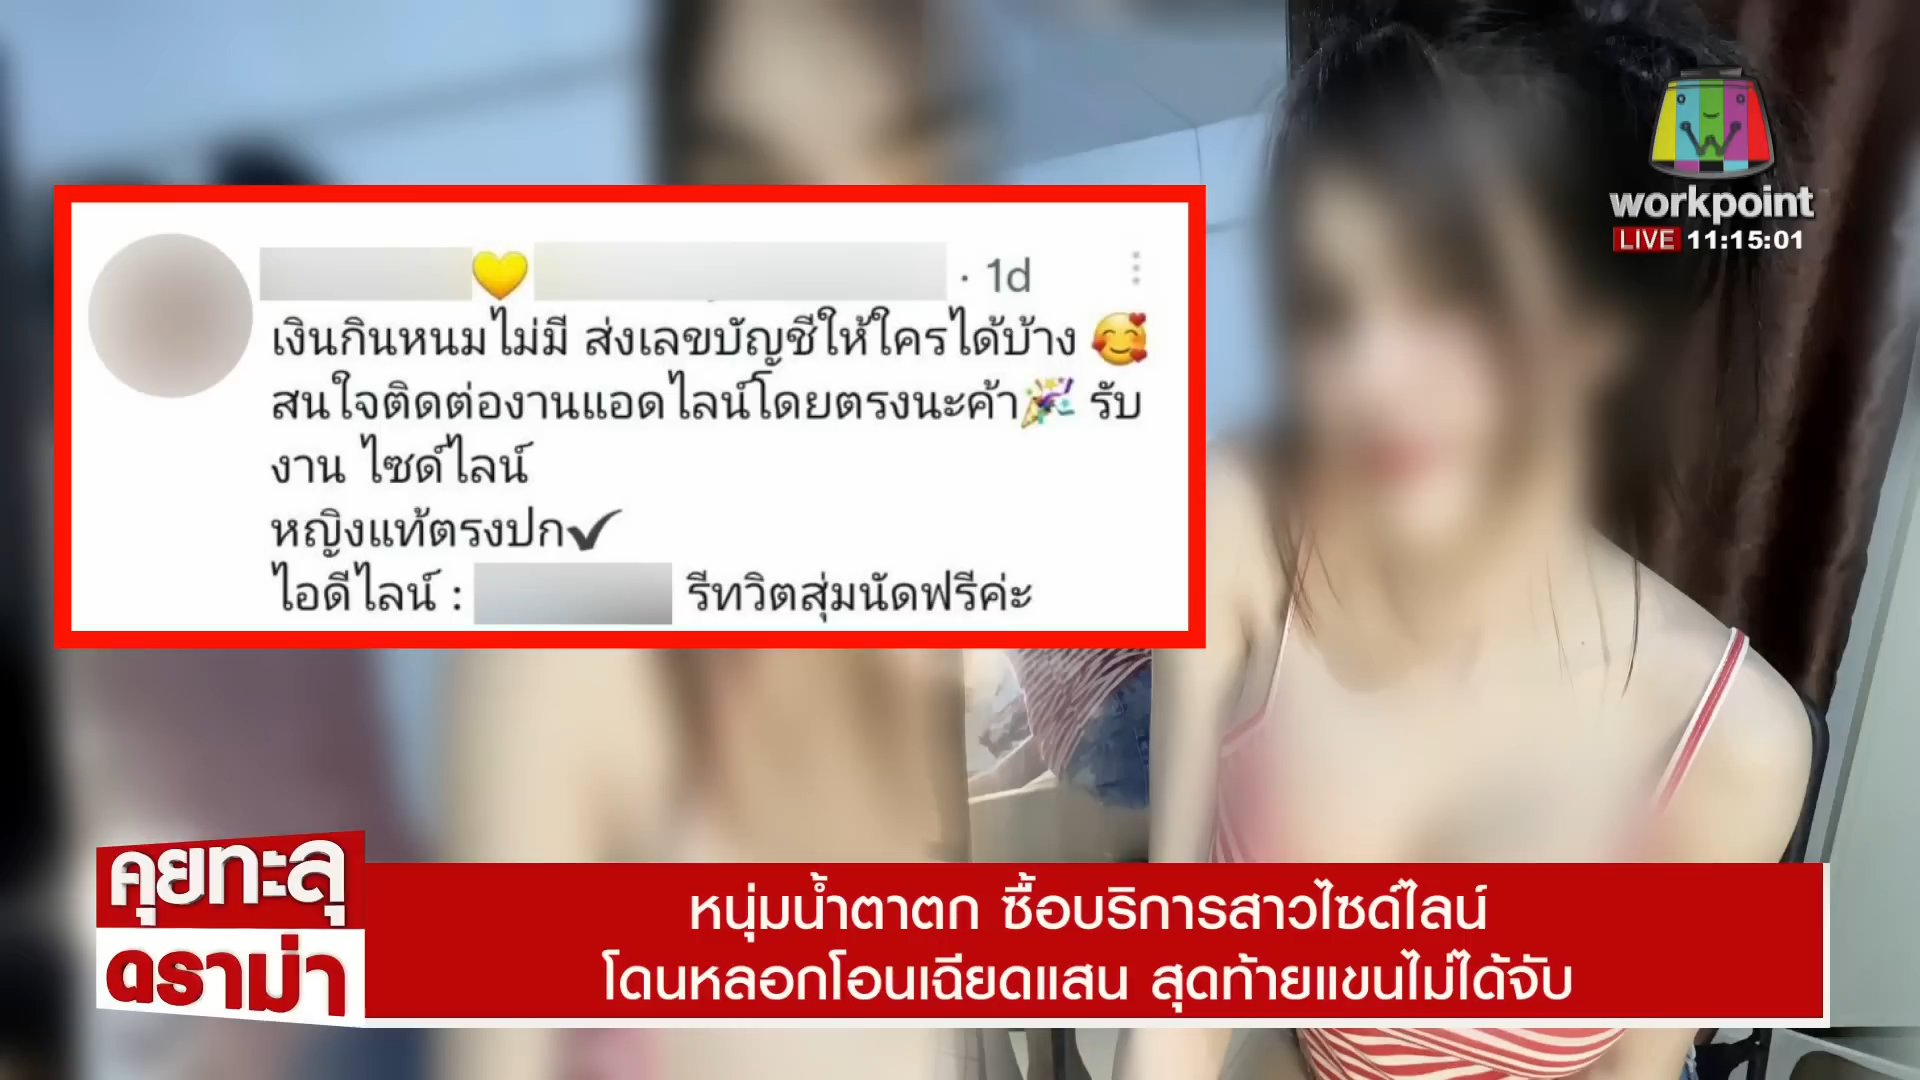 workpoint
LIVE 11:15:01
💛 · 1d
เงินกินหนมไม่มี ส่งเลขบัญชีให้ใครได้บ้าง 🥰
สนใจติดต่องานแอดไลน์โดยตรงนะค้า🎉 รับ
งาน ไซด์ไลน์
หญิงแท้ตรงปก✔
ไอดีไลน์ : รีทวิตสุ่มนัดฟรีค่ะ
คุยทะลุ
ดราม่า
หนุ่มน้ำตาตก ซื้อบริการสาวไซด์ไลน์
โดนหลอกโอนเฉียดแสน สุดท้ายแขนไม่ได้จับ